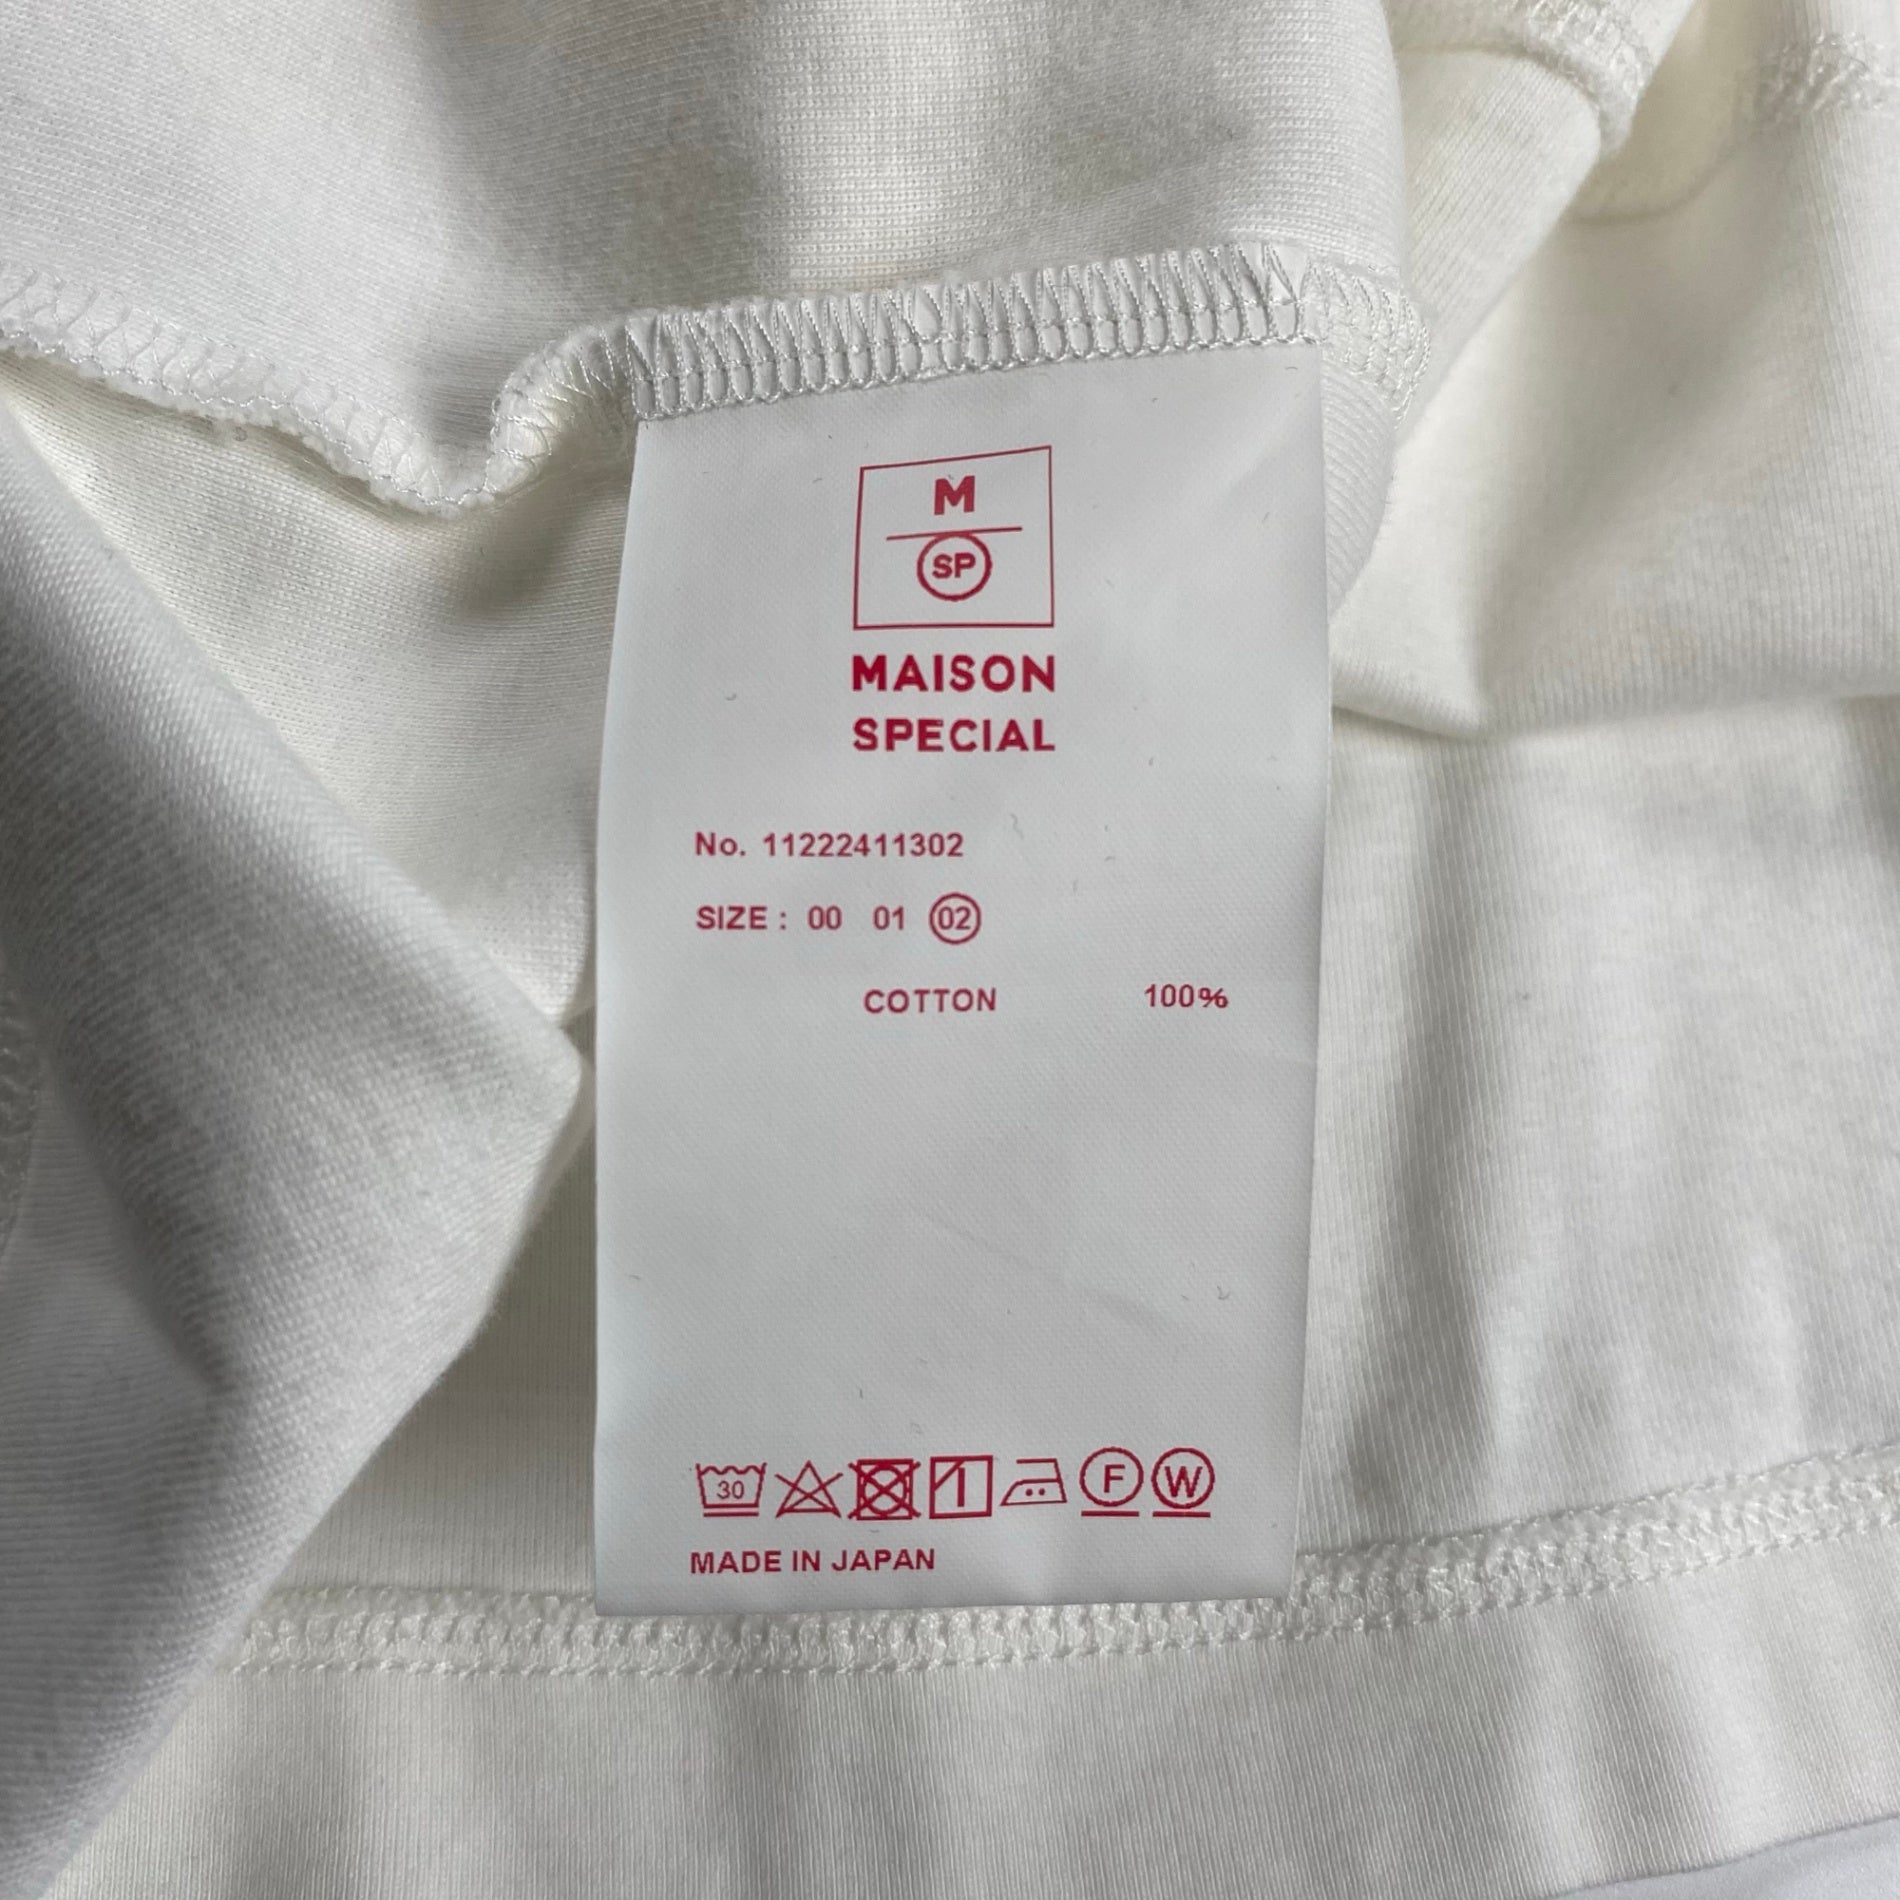 M
SP
MAISON
SPECIAL
No. 11222411302
SIZE : 00 01 02
COTTON 100%
30 F W
MADE IN JAPAN